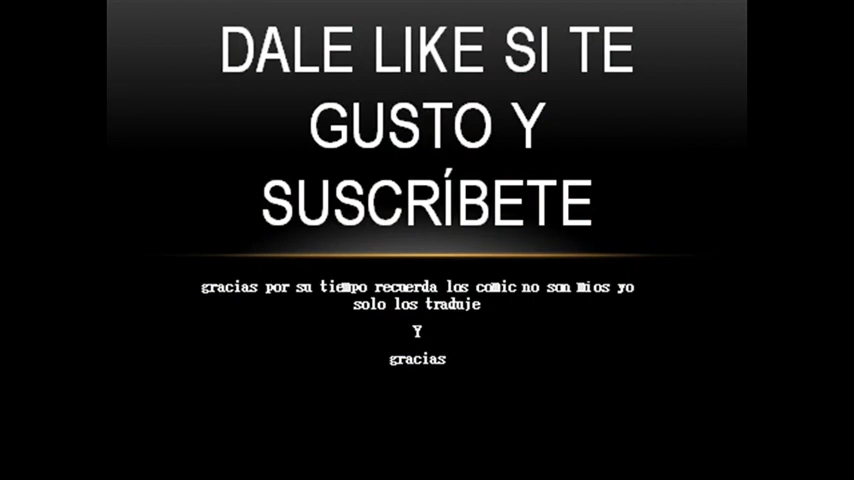 DALE LIKE SI TE
GUSTO Y
SUSCRÍBETE
gracias por su tiempo recuerda los comic no son mios yo
solo los traduje
Y
gracias